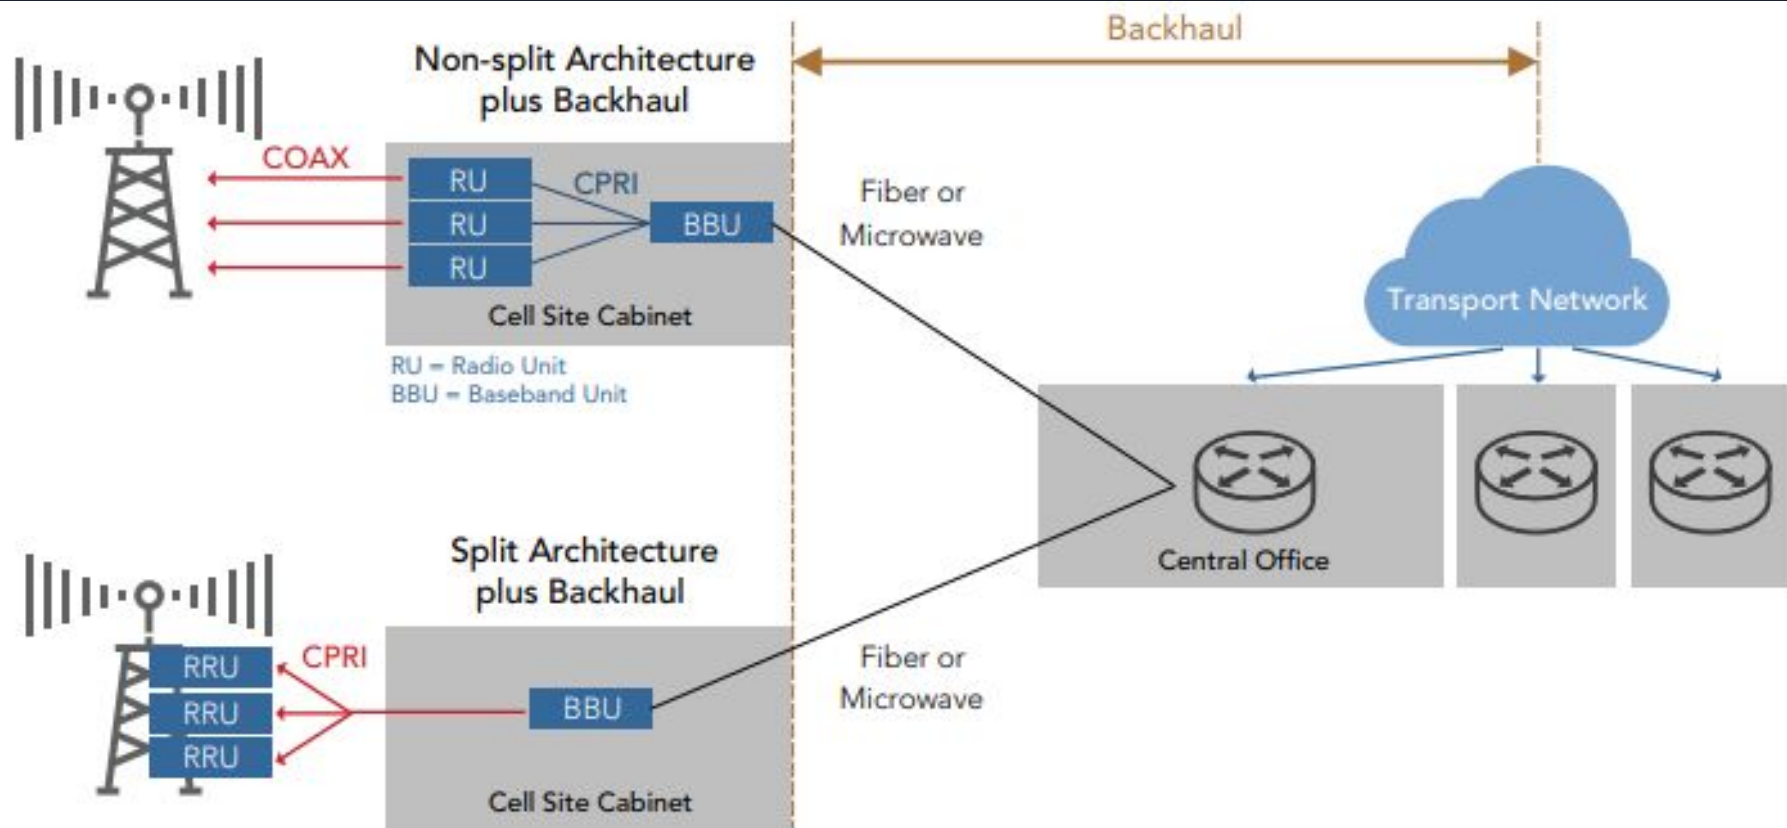 Backhaul
Non-split Architecture
plus Backhaul
COAX
RU
CPRI
RU
BBU
RU
Cell Site Cabinet
RU = Radio Unit
BBU = Baseband Unit
Fiber or
Microwave
Transport Network
Central Office
Split Architecture
plus Backhaul
RRU
CPRI
RRU
BBU
RRU
Cell Site Cabinet
Fiber or
Microwave